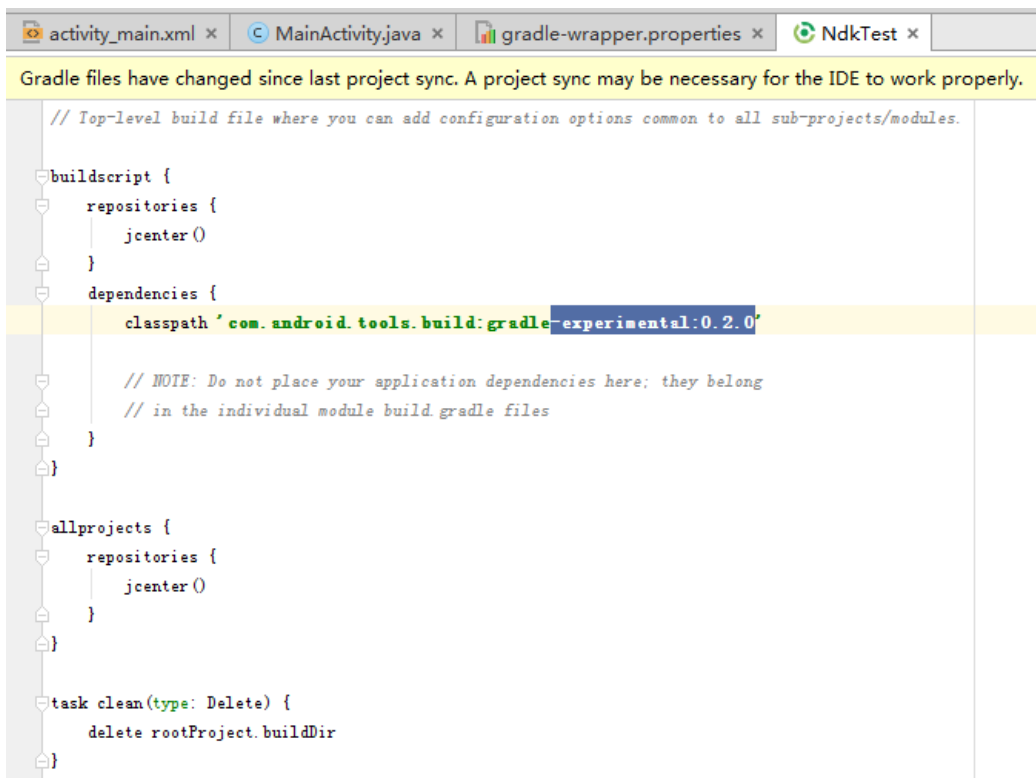 activity_main.xml × MainActivity.java × gradle-wrapper.properties × NdkTest ×
Gradle files have changed since last project sync. A project sync may be necessary for the IDE to work properly.
// Top-level build file where you can add configuration options common to all sub-projects/modules.
buildscript {
repositories {
jcenter()
}
dependencies {
classpath 'com.android.tools.build:gradle-experimental:0.2.0'
// NOTE: Do not place your application dependencies here; they belong
// in the individual module build.gradle files
}
}
allprojects {
repositories {
jcenter()
}
}
task clean(type: Delete) {
delete rootProject.buildDir
}